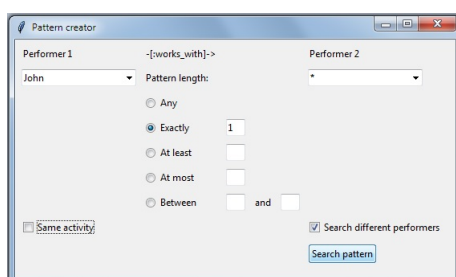 Pattern creator
Performer 1 -[:works_with]-> Performer 2
John Pattern length: *
Any
Exactly 1
At least
At most
Between and
Same activity Search different performers
Search pattern